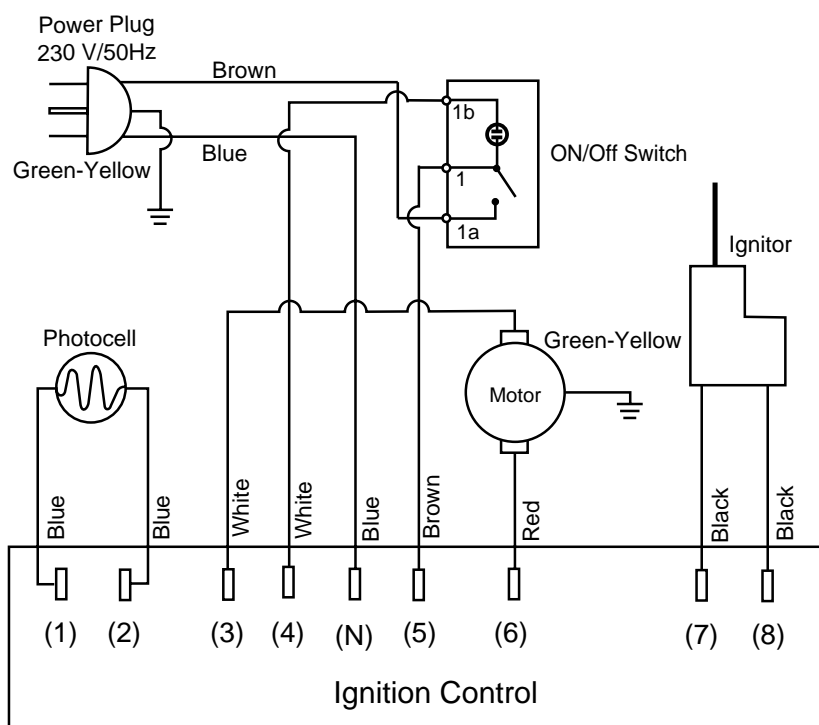 Power Plug
230 V/50Hz
Brown
1b
Blue
ON/Off Switch
Green-Yellow
1
1a
Ignitor
Photocell
Green-Yellow
Motor
Blue
Blue
White
White
Blue
Brown
Red
Black
Black
(1) (2) (3) (4) (N) (5) (6) (7) (8)
Ignition Control